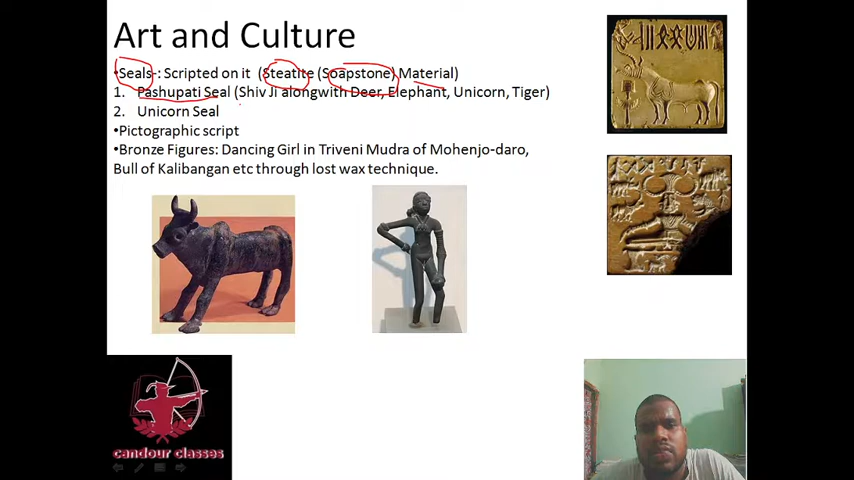 Art and Culture
•Seals-: Scripted on it (Steatite (Soapstone) Material)
1. Pashupati Seal (Shiv Ji alongwith Deer, Elephant, Unicorn, Tiger)
2. Unicorn Seal
•Pictographic script
•Bronze Figures: Dancing Girl in Triveni Mudra of Mohenjo-daro,
Bull of Kalibangan etc through lost wax technique.
candour classes